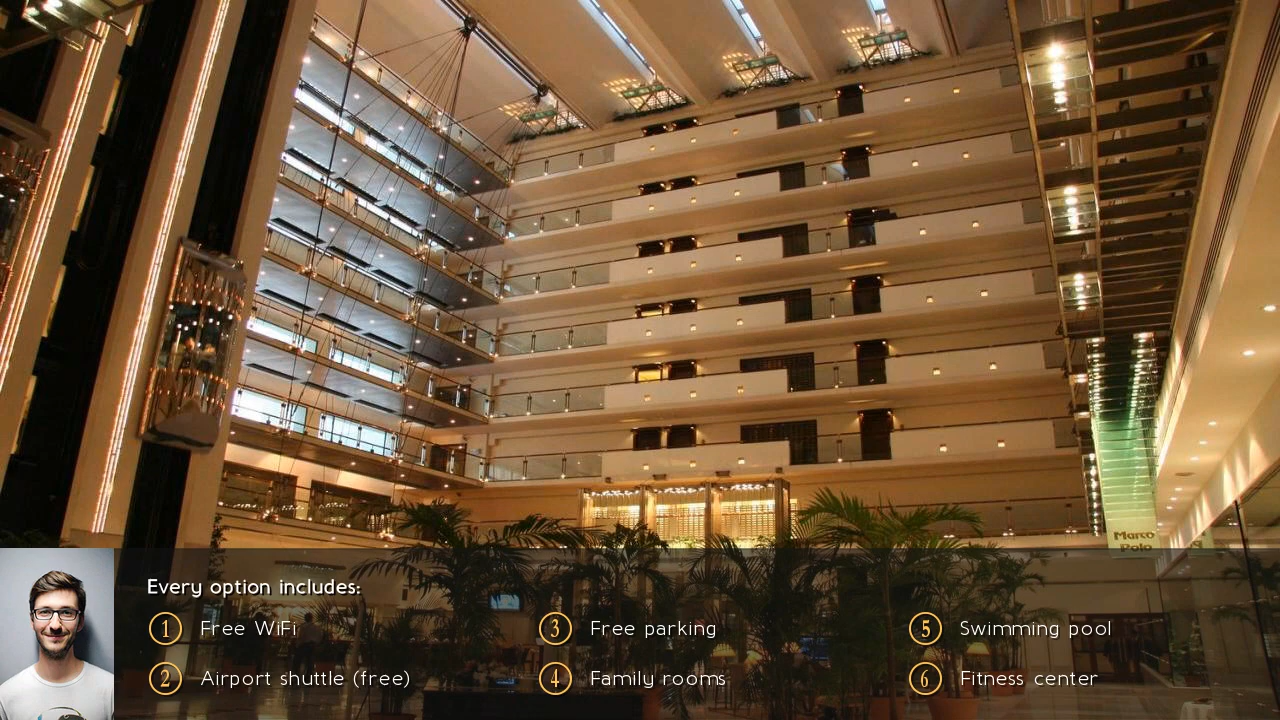 Marco
Polo
Every option includes:
1 Free WiFi
2 Airport shuttle (free)
3 Free parking
4 Family rooms
5 Swimming pool
6 Fitness center